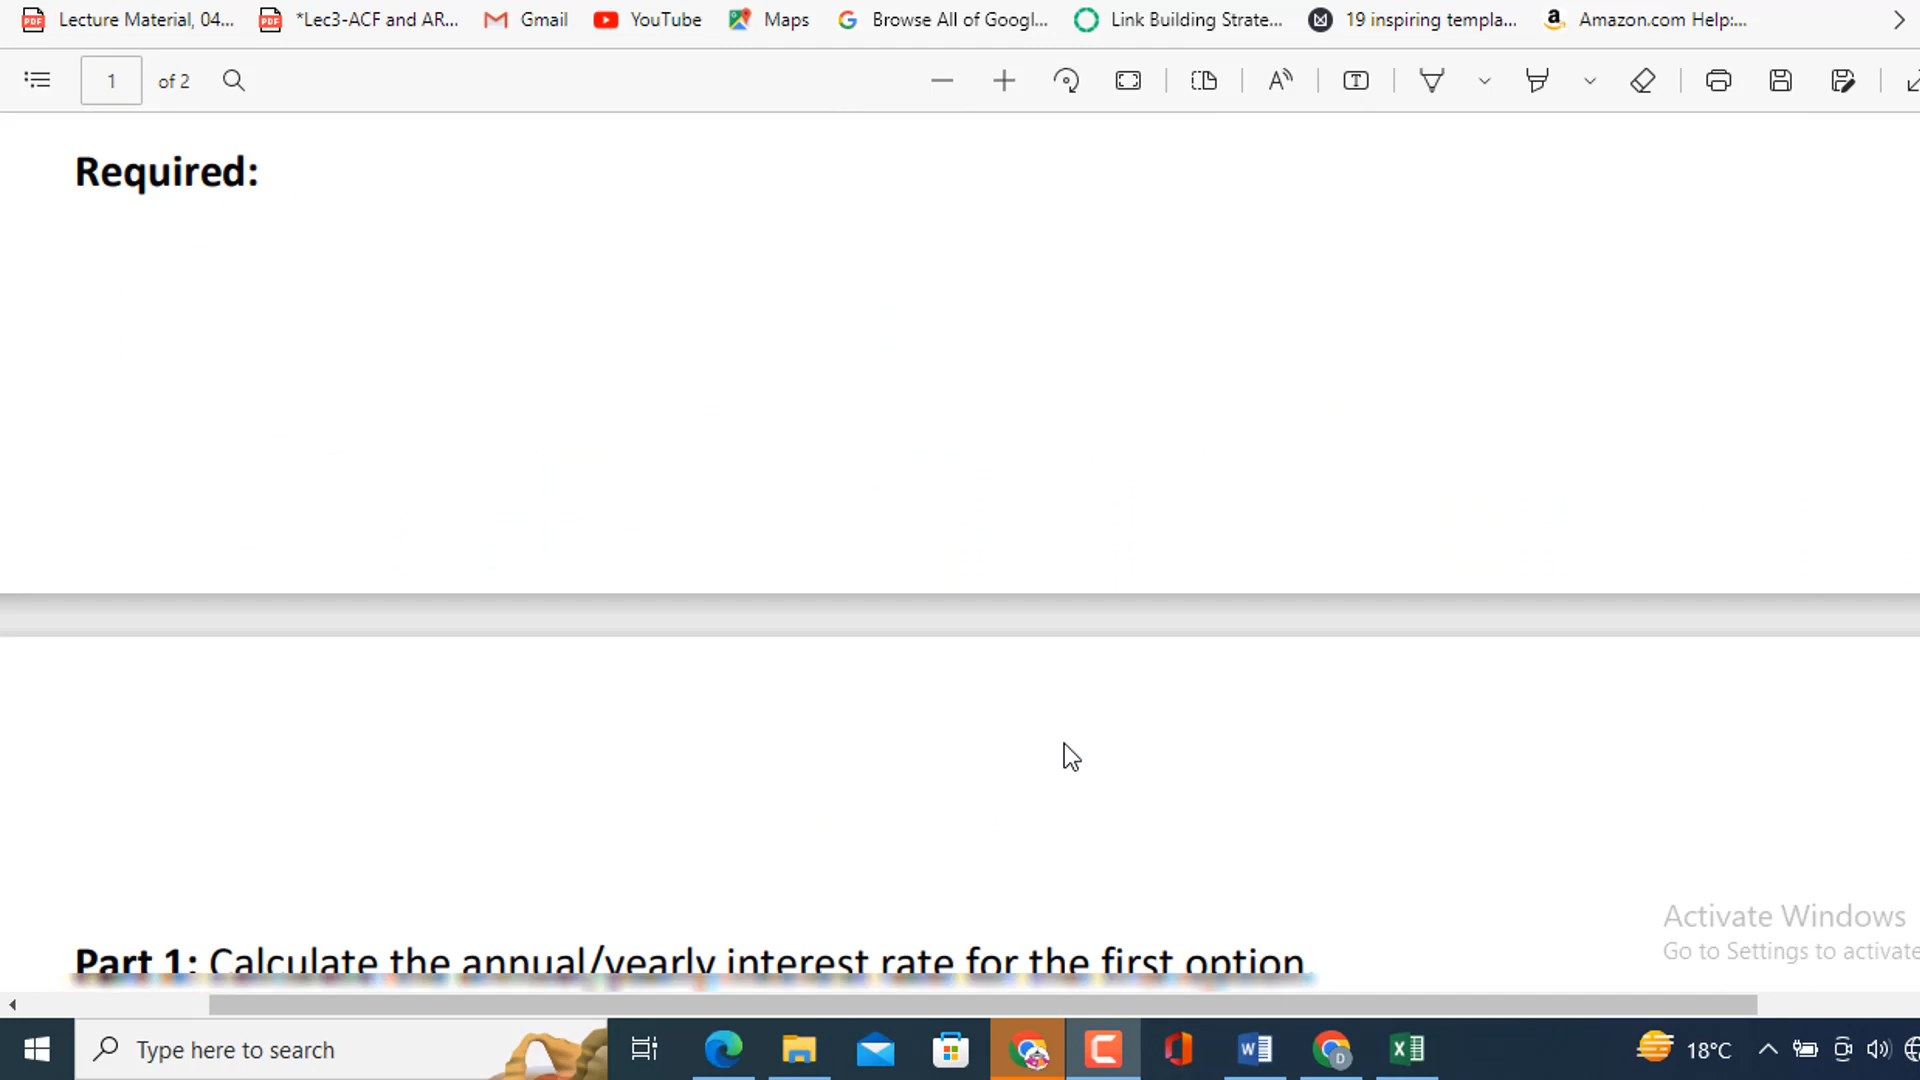 Lecture Material, 04... *Lec3-ACF and AR... Gmail YouTube Maps Browse All of Googl... Link Building Strate... 19 inspiring templa... Amazon.com Help:...
1 of 2
Required:
Activate Windows
Go to Settings to activate
Part 1: Calculate the annual/yearly interest rate for the first option
Type here to search 18°C